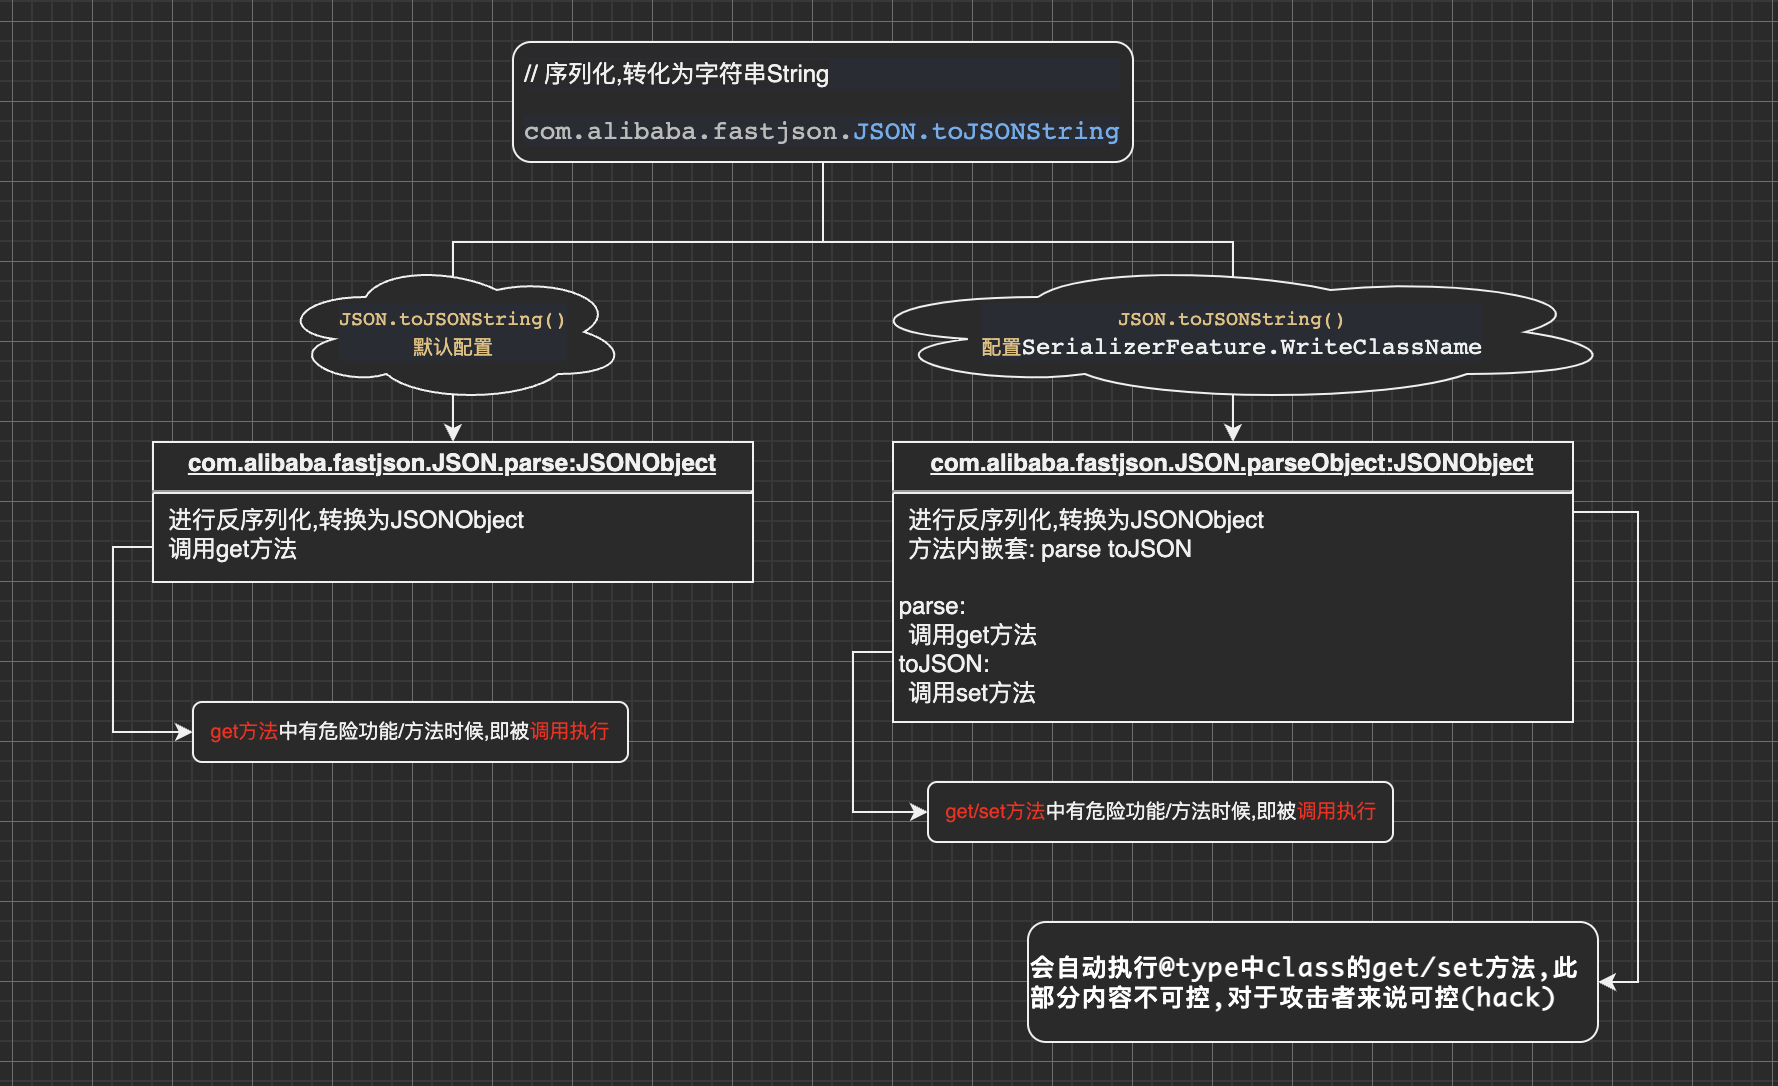 // 序列化,转化为字符串String
com.alibaba.fastjson.JSON.toJSONString
JSON.toJSONString()
默认配置
JSON.toJSONString()
配置SerializerFeature.WriteClassName
com.alibaba.fastjson.JSON.parse:JSONObject
进行反序列化,转换为JSONObject
调用get方法
com.alibaba.fastjson.JSON.parseObject:JSONObject
进行反序列化,转换为JSONObject
方法内嵌套: parse toJSON
parse:
调用get方法
toJSON:
调用set方法
get方法中有危险功能/方法时候,即被调用执行
get/set方法中有危险功能/方法时候,即被调用执行
会自动执行@type中class的get/set方法,此
部分内容不可控,对于攻击者来说可控(hack)